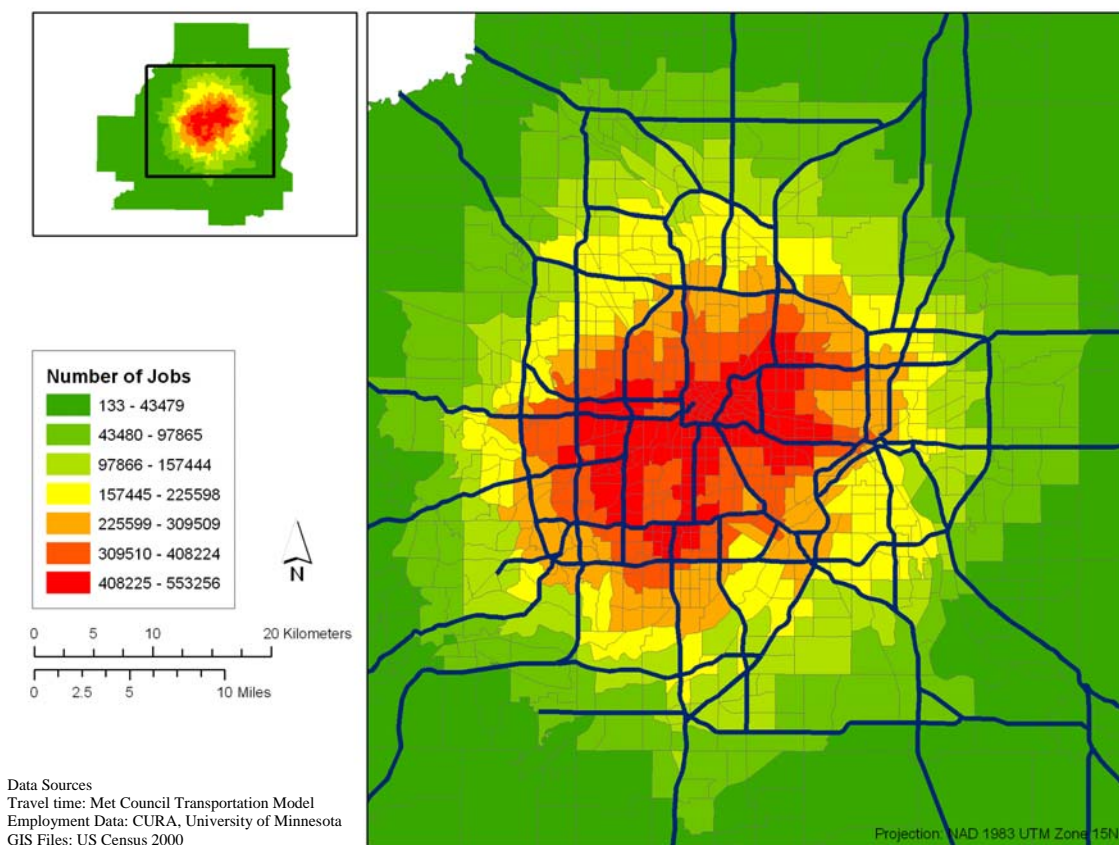 Number of Jobs
133 - 43479
43480 - 97865
97866 - 157444
157445 - 225598
225599 - 309509
309510 - 408224
408225 - 553256
N
0 5 10 20 Kilometers
0 2.5 5 10 Miles
Data Sources
Travel time: Met Council Transportation Model
Employment Data: CURA, University of Minnesota
GIS Files: US Census 2000
Projection: NAD 1983 UTM Zone 15N